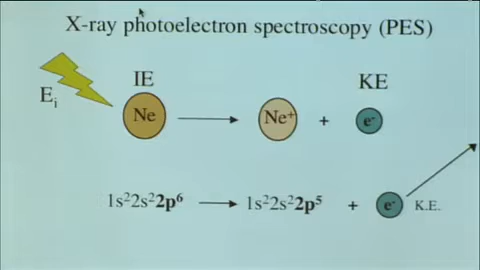 X-ray photoelectron spectroscopy (PES)
IE KE
Eᵢ
Ne Ne⁺ + e⁻
1s²2s²2p⁶ 1s²2s²2p⁵ + e⁻ K.E.